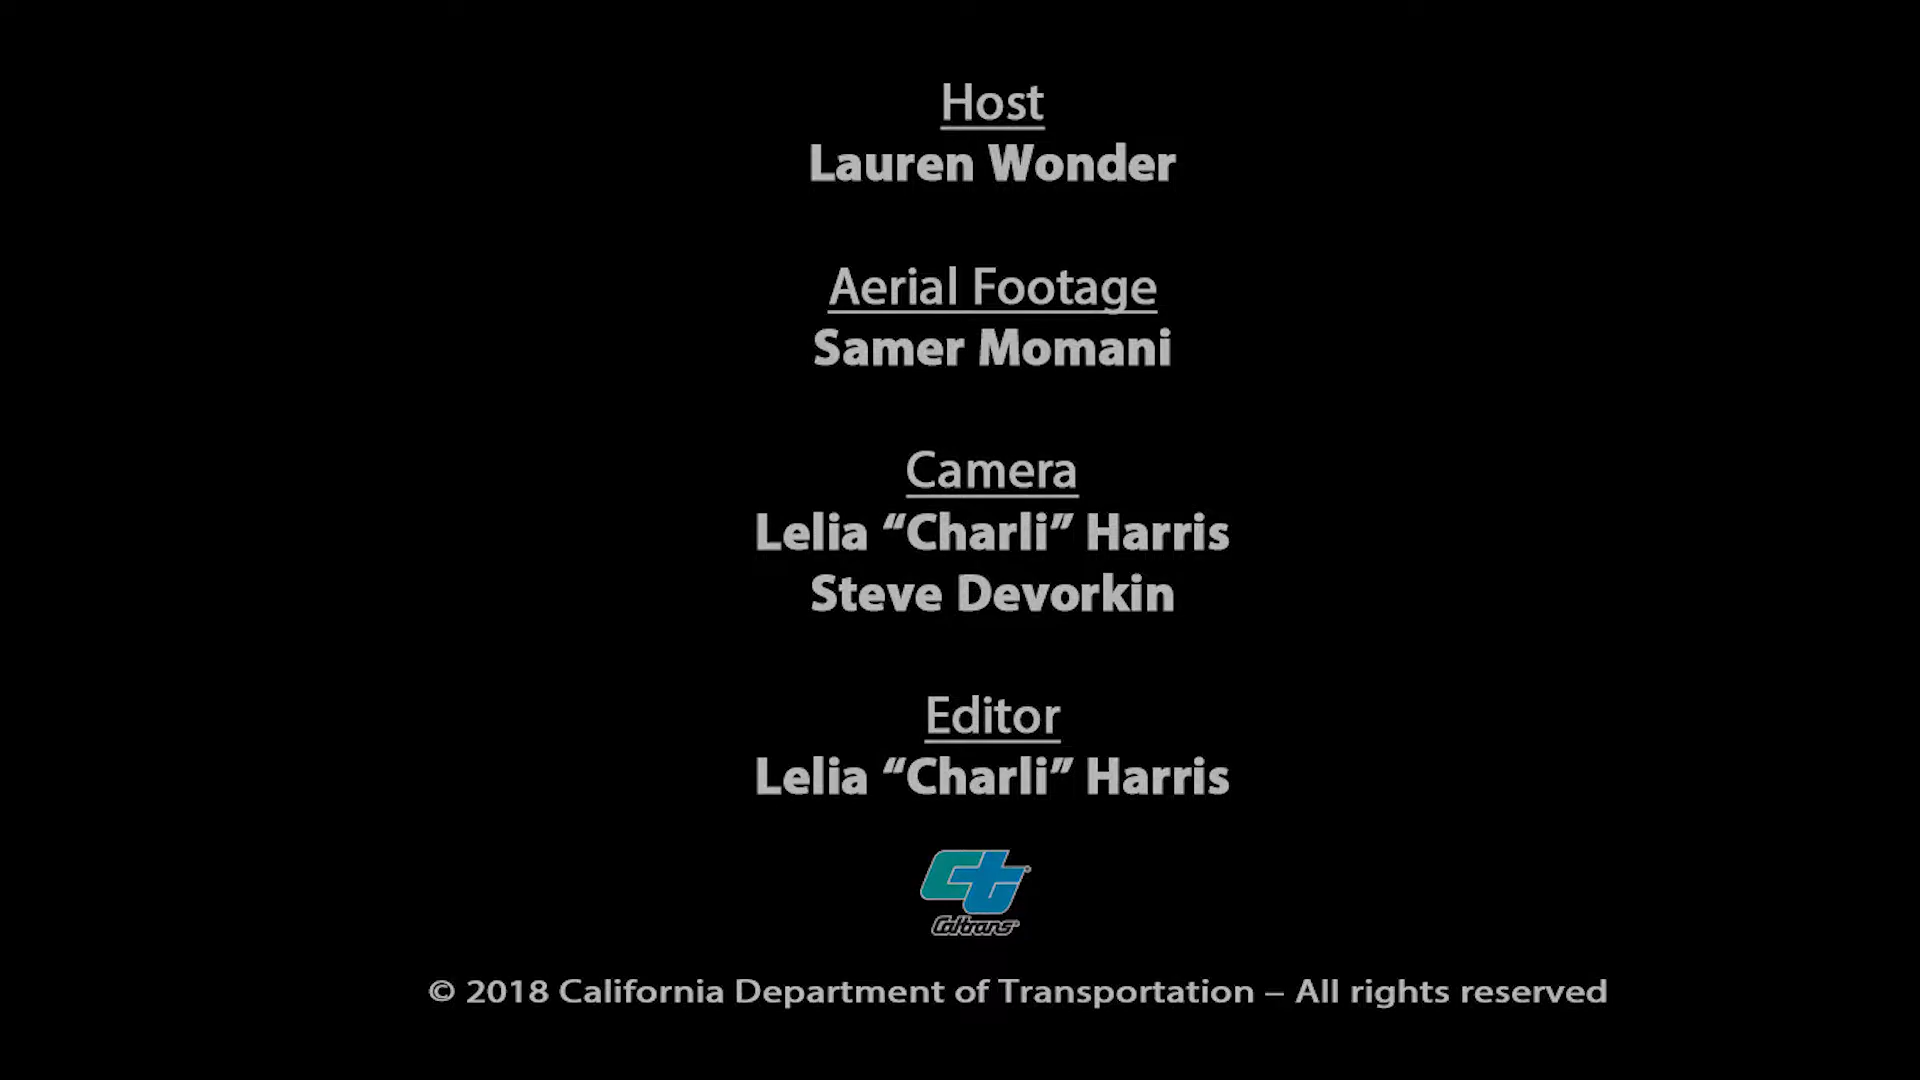 Host
Lauren Wonder
Aerial Footage
Samer Momani
Camera
Lelia “Charli” Harris
Steve Devorkin
Editor
Lelia “Charli” Harris
ct
Caltrans
© 2018 California Department of Transportation – All rights reserved